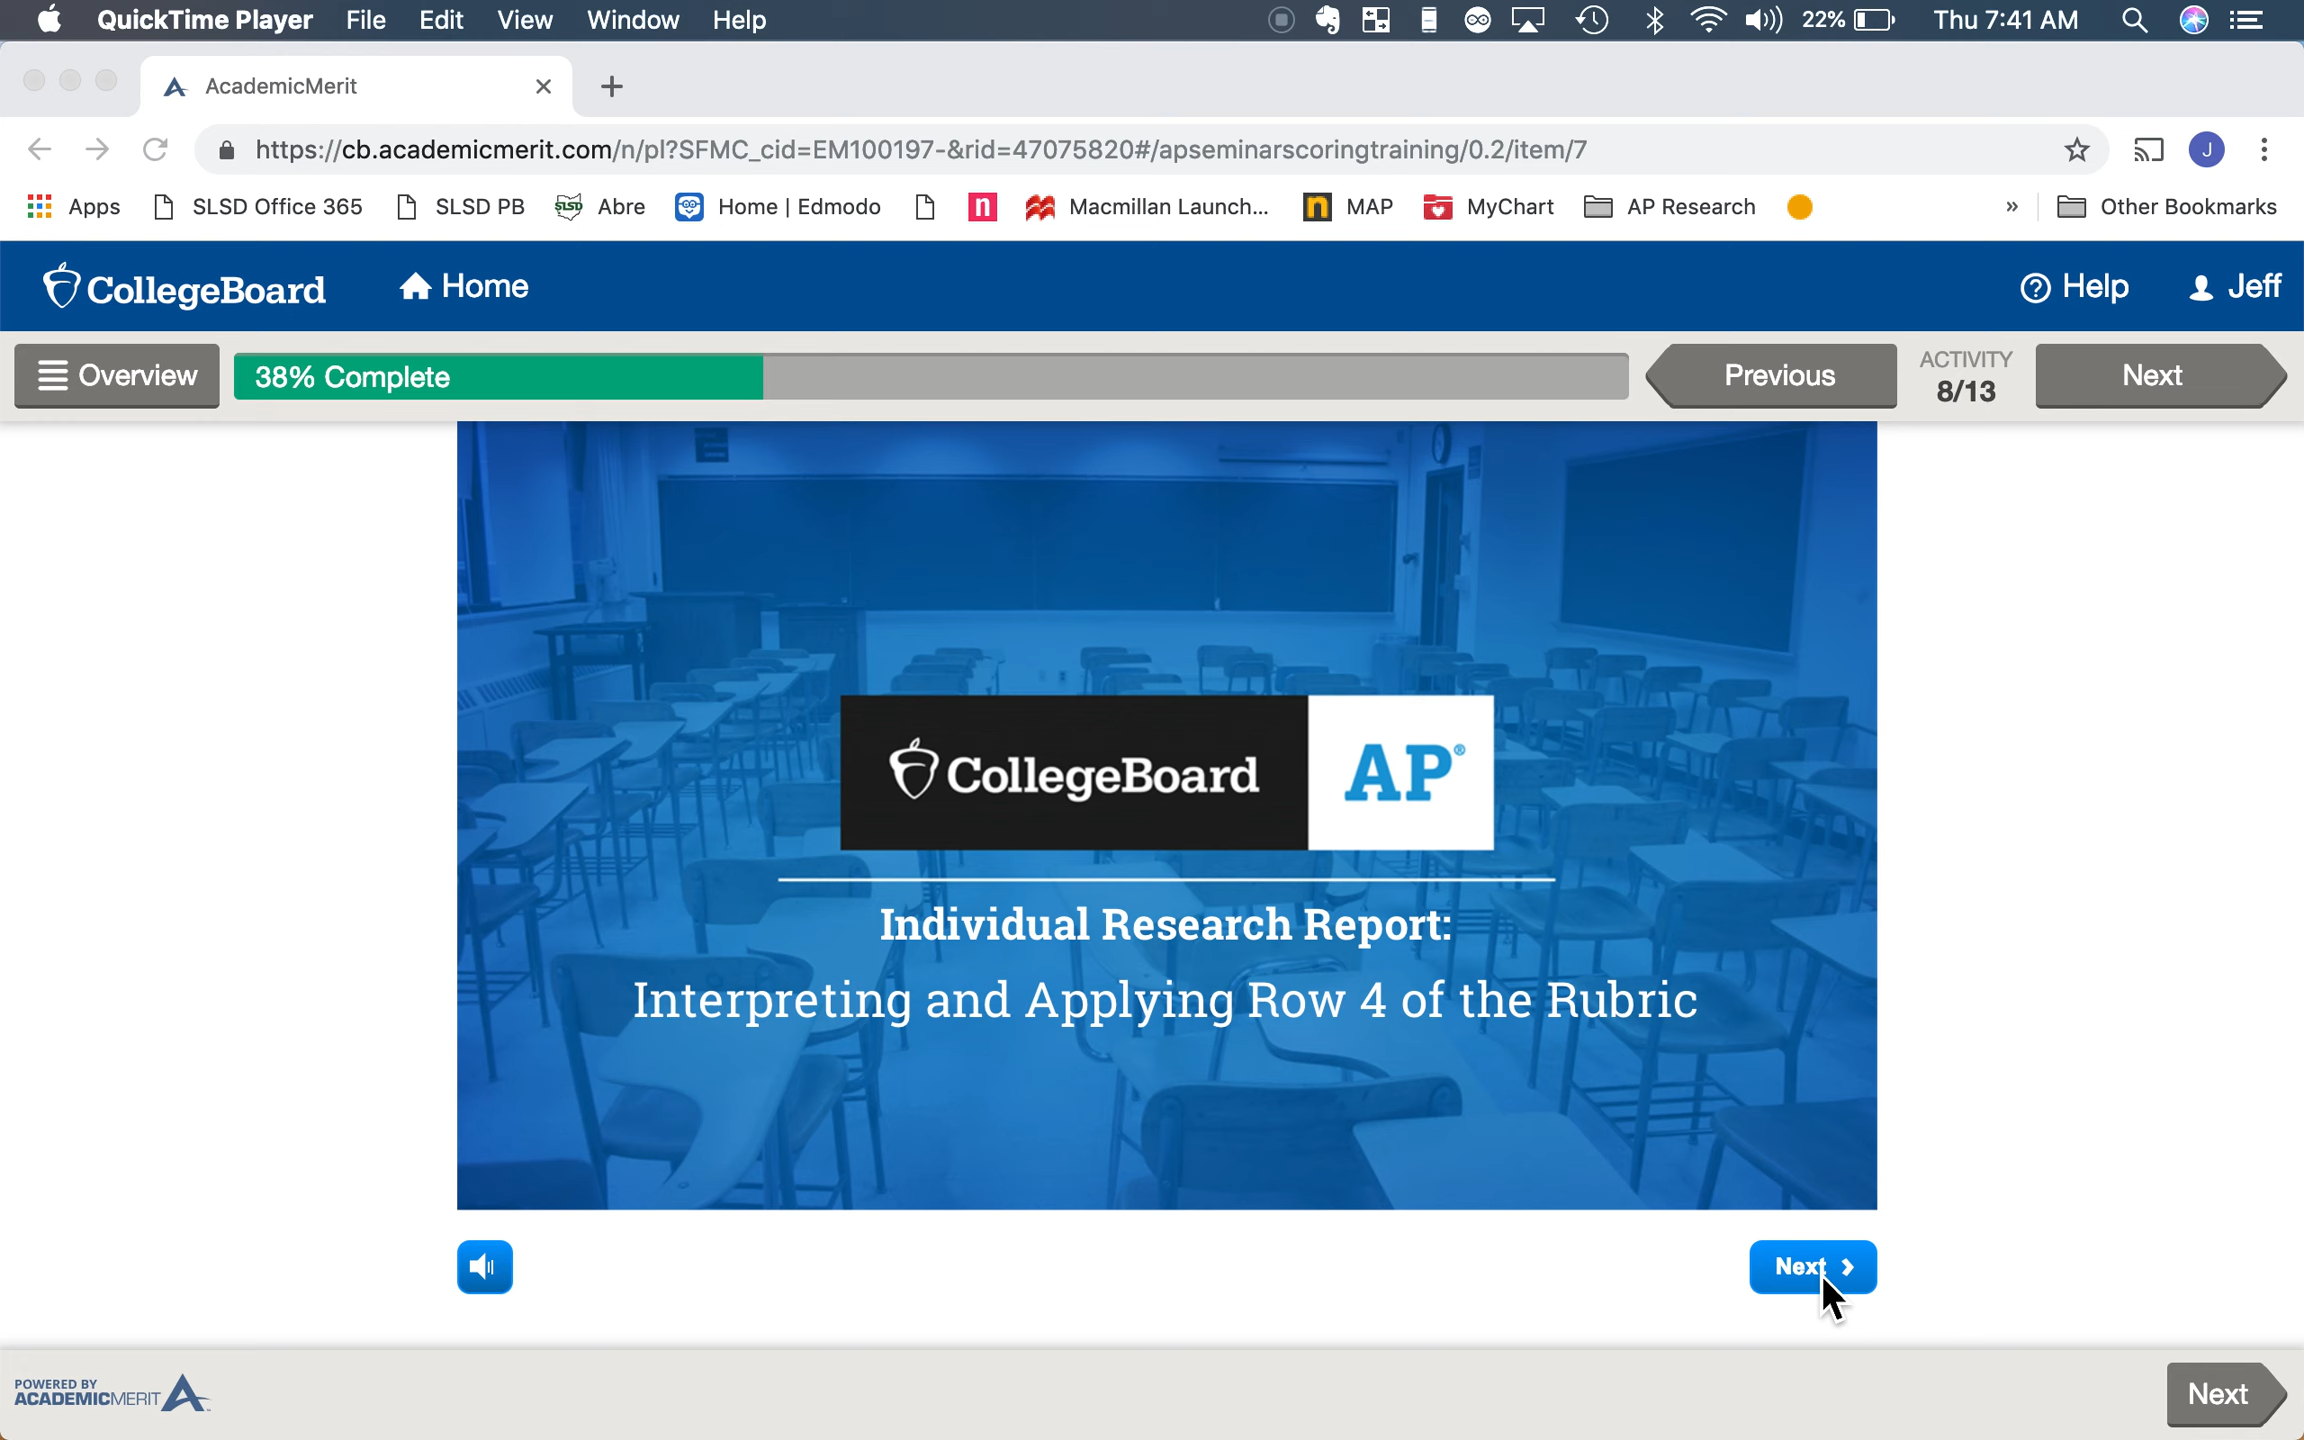 QuickTime Player File Edit View Window Help 22% Thu 7:41 AM
AcademicMerit
https://cb.academicmerit.com/n/pl?SFMC_cid=EM100197-&rid=47075820#/apseminarscoringtraining/0.2/item/7 J
Apps SLSD Office 365 SLSD PB SLSD Abre Home | Edmodo n Macmillan Launch... n MAP MyChart AP Research » Other Bookmarks
CollegeBoard Home Help Jeff
Overview 38% Complete Previous ACTIVITY Next
8/13
CollegeBoard AP®
Individual Research Report:
Interpreting and Applying Row 4 of the Rubric
Next
POWERED BY
ACADEMICMERIT
Next